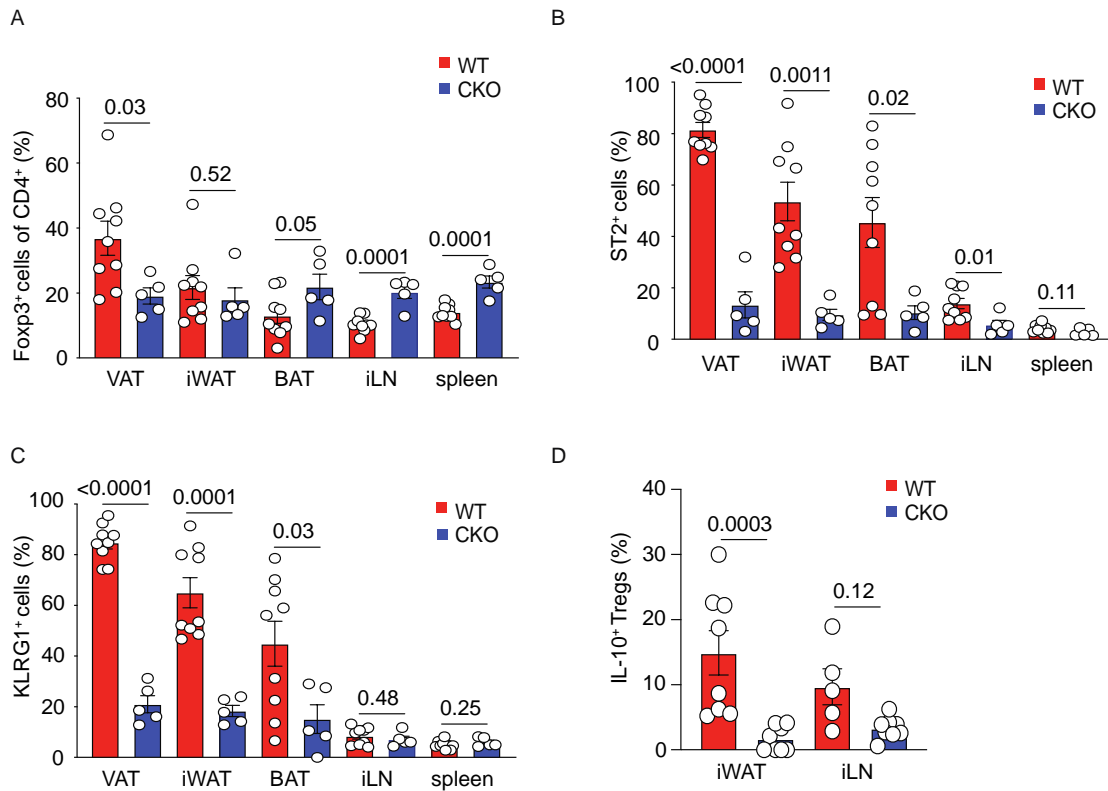 A
WT
CKO
Foxp3⁺ cells of CD4⁺ (%)
80
60
40
20
0
0.03
0.52
0.05
0.0001
0.0001
VAT iWAT BAT iLN spleen
B
WT
CKO
ST2⁺ cells (%)
100
80
60
40
20
0
<0.0001
0.0011
0.02
0.01
0.11
VAT iWAT BAT iLN spleen
C
WT
CKO
KLRG1⁺ cells (%)
100
80
60
40
20
0
<0.0001
0.0001
0.03
0.48
0.25
VAT iWAT BAT iLN spleen
D
WT
CKO
IL-10⁺ Tregs (%)
40
30
20
10
0
0.0003
0.12
iWAT iLN